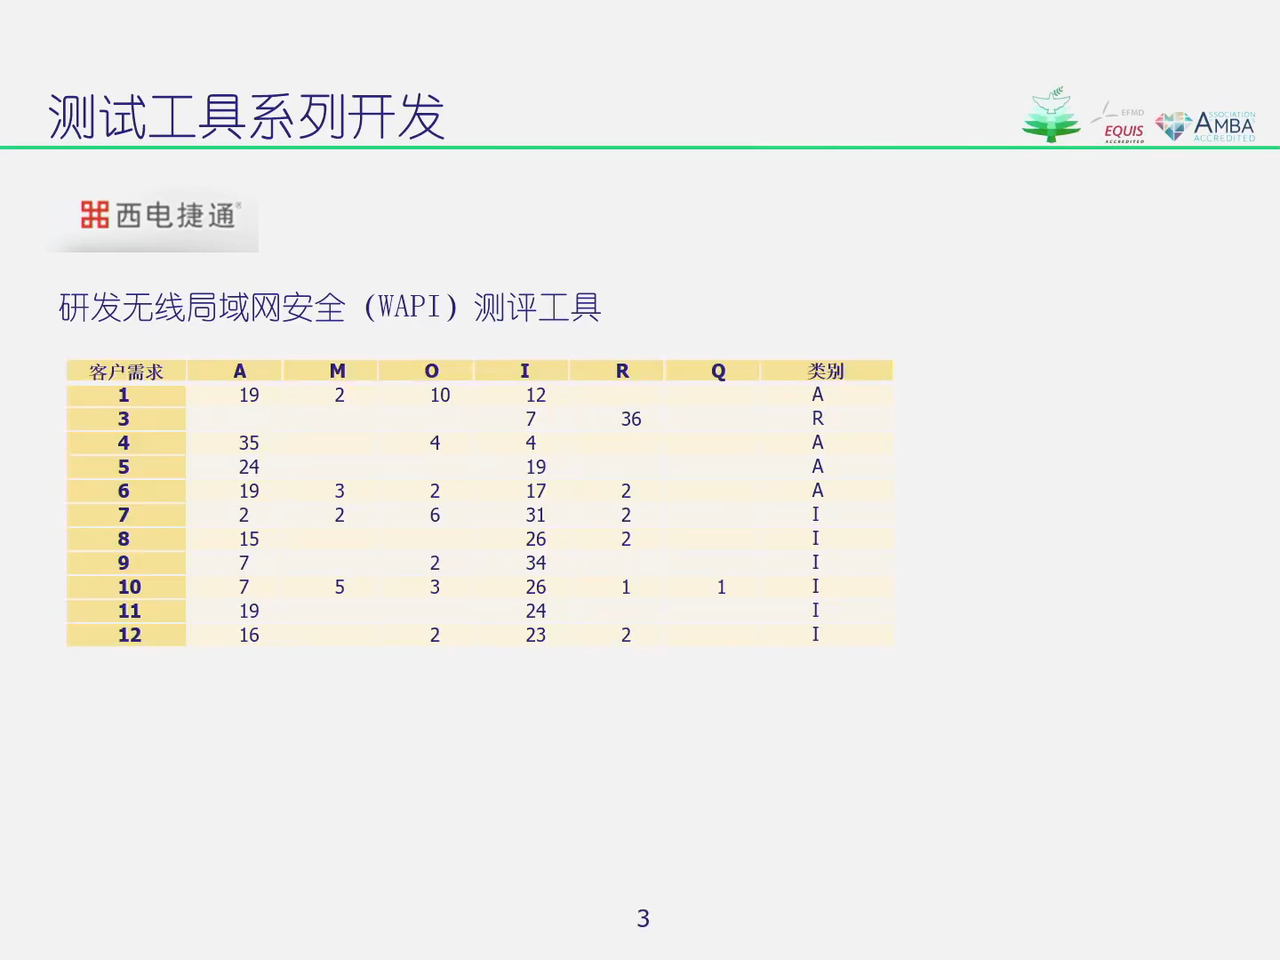 测试工具系列开发
EFMD
EQUIS
ACCREDITED
ASSOCIATION
AMBA
ACCREDITED
西电捷通®
研发无线局域网安全（WAPI）测评工具
客户需求 A M O I R Q 类别
1 19 2 10 12 A
3 7 36 R
4 35 4 4 A
5 24 19 A
6 19 3 2 17 2 A
7 2 2 6 31 2 I
8 15 26 2 I
9 7 2 34 I
10 7 5 3 26 1 1 I
11 19 24 I
12 16 2 23 2 I
3